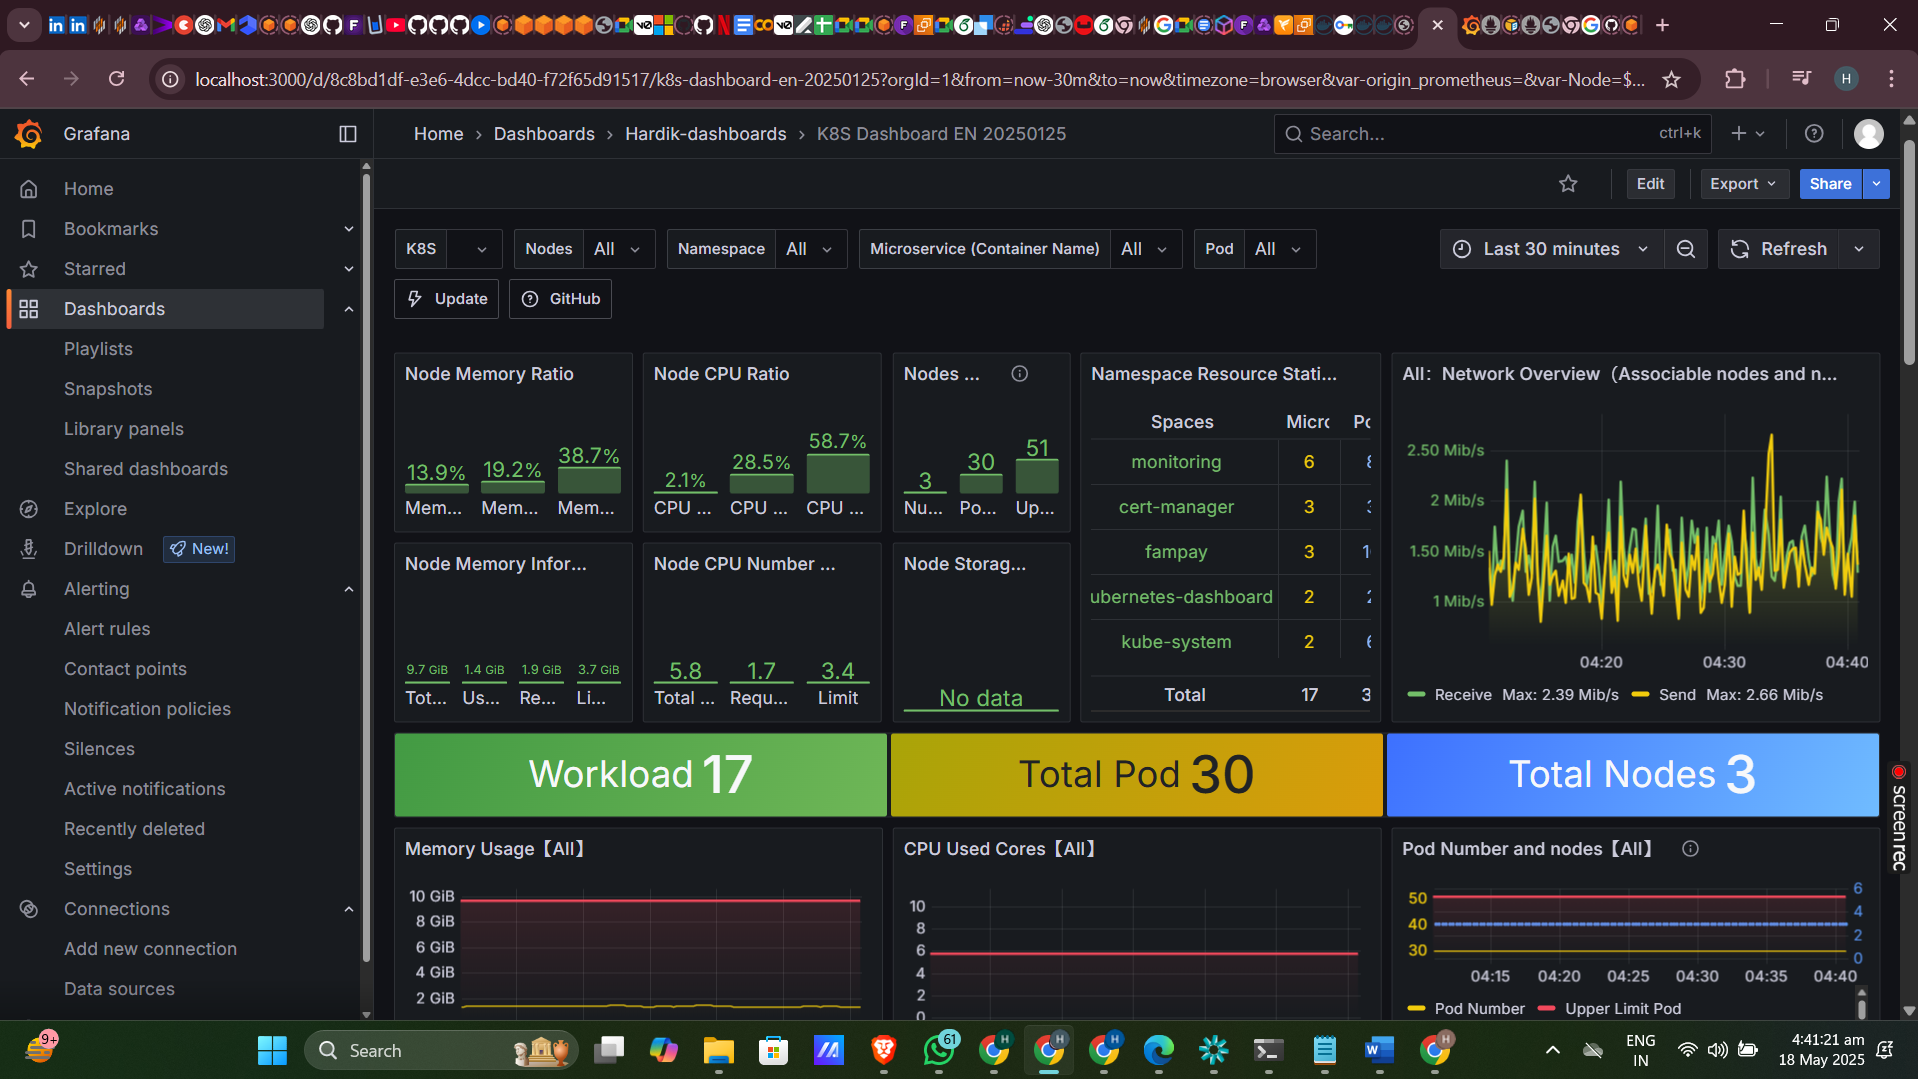 localhost:3000/d/8c8bd1df-e3e6-4dcc-bd40-f72f65d91517/k8s-dashboard-en-20250125?orgId=1&from=now-30m&to=now&timezone=browser&var-origin_prometheus=&var-Node=$...
H
Grafana
Home › Dashboards › Hardik-dashboards › K8S Dashboard EN 20250125
Search...
ctrl+k
Home
Bookmarks
Starred
Dashboards
Playlists
Snapshots
Library panels
Shared dashboards
Explore
Drilldown
New!
Alerting
Alert rules
Contact points
Notification policies
Silences
Active notifications
Recently deleted
Settings
Connections
Add new connection
Data sources
Edit
Export
Share
K8S
Nodes All
Namespace All
Microservice (Container Name) All
Pod All
Last 30 minutes
Refresh
Update
GitHub
Node Memory Ratio
13.9% 19.2% 38.7%
Mem... Mem... Mem...
Node CPU Ratio
2.1% 28.5% 58.7%
CPU ... CPU ... CPU ...
Nodes ...
3 30 51
Nu... Po... Up...
Namespace Resource Stati...
Spaces Micro
monitoring 6 8
cert-manager 3
fampay 3
ubernetes-dashboard 2
kube-system 2
Total 17 3
All: Network Overview（Associable nodes and n...
2.50 Mib/s
2 Mib/s
1.50 Mib/s
1 Mib/s
04:20 04:30 04:40
Receive Max: 2.39 Mib/s Send Max: 2.66 Mib/s
Node Memory Infor...
9.7 GiB 1.4 GiB 1.9 GiB 3.7 GiB
Tot... Us... Re... Li...
Node CPU Number ...
5.8 1.7 3.4
Total ... Requ... Limit
Node Storag...
No data
Workload 17
Total Pod 30
Total Nodes 3
Memory Usage【All】
10 GiB
8 GiB
6 GiB
4 GiB
2 GiB
CPU Used Cores【All】
10
8
6
4
2
0
Pod Number and nodes【All】
50
40
30
6
4
2
0
04:15 04:20 04:25 04:30 04:35 04:40
Pod Number Upper Limit Pod
screenrec
9+
Search
61
ENG
IN
4:41:21 am
18 May 2025